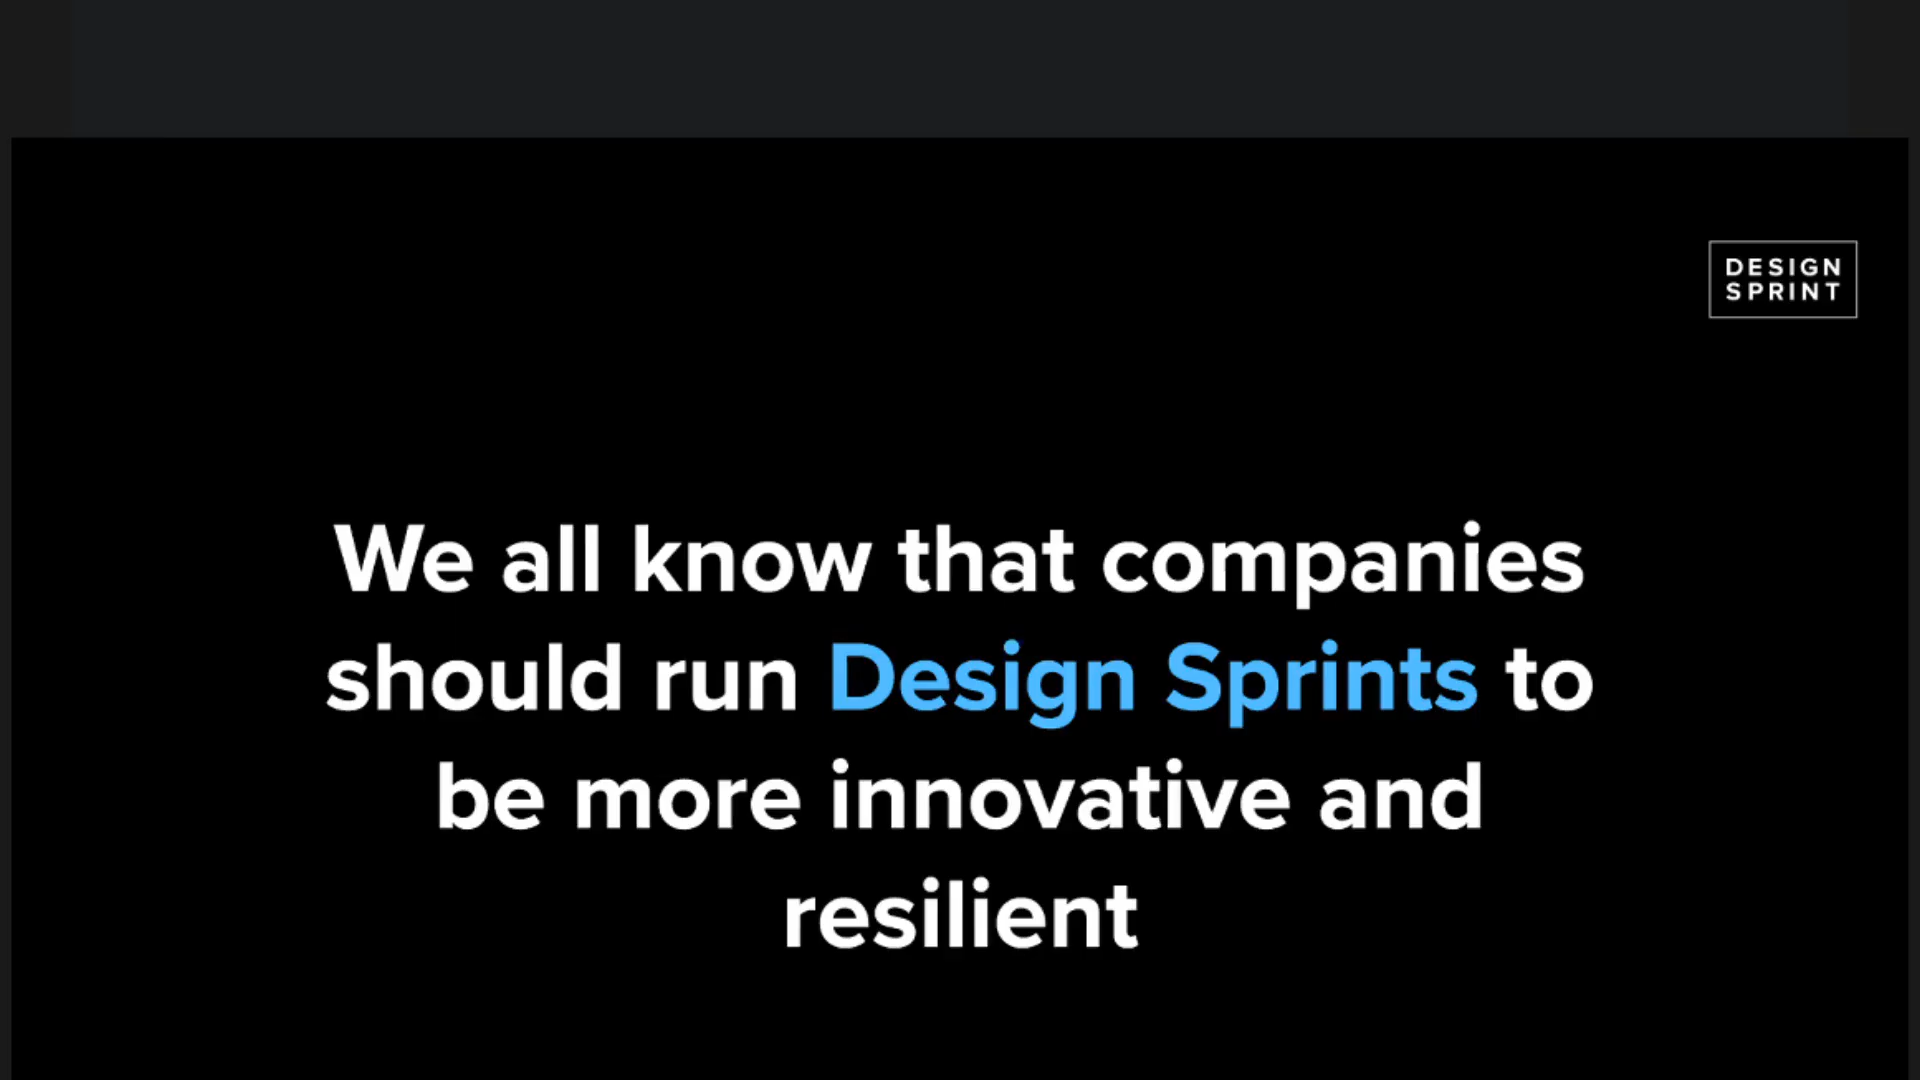 DESIGN
SPRINT
We all know that companies
should run Design Sprints to
be more innovative and
resilient